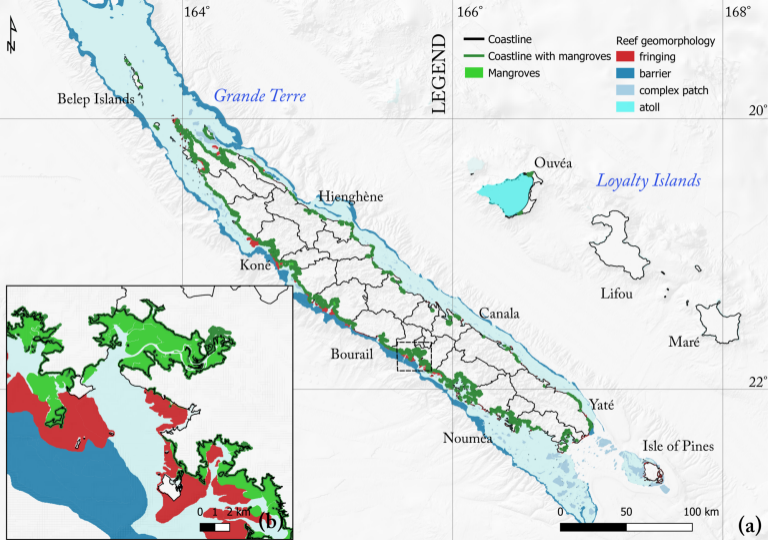 164°
166°
168°
N
LEGEND
Coastline
Coastline with mangroves
Mangroves
Reef geomorphology
fringing
barrier
complex patch
atoll
Belep Islands
Grande Terre
20°
Ouvéa
Loyalty Islands
Hienghène
Koné
Lifou
Canala
Maré
Bourail
22°
Yaté
Noumea
Isle of Pines
0 1 2 km
(b)
0 50 100 km
(a)